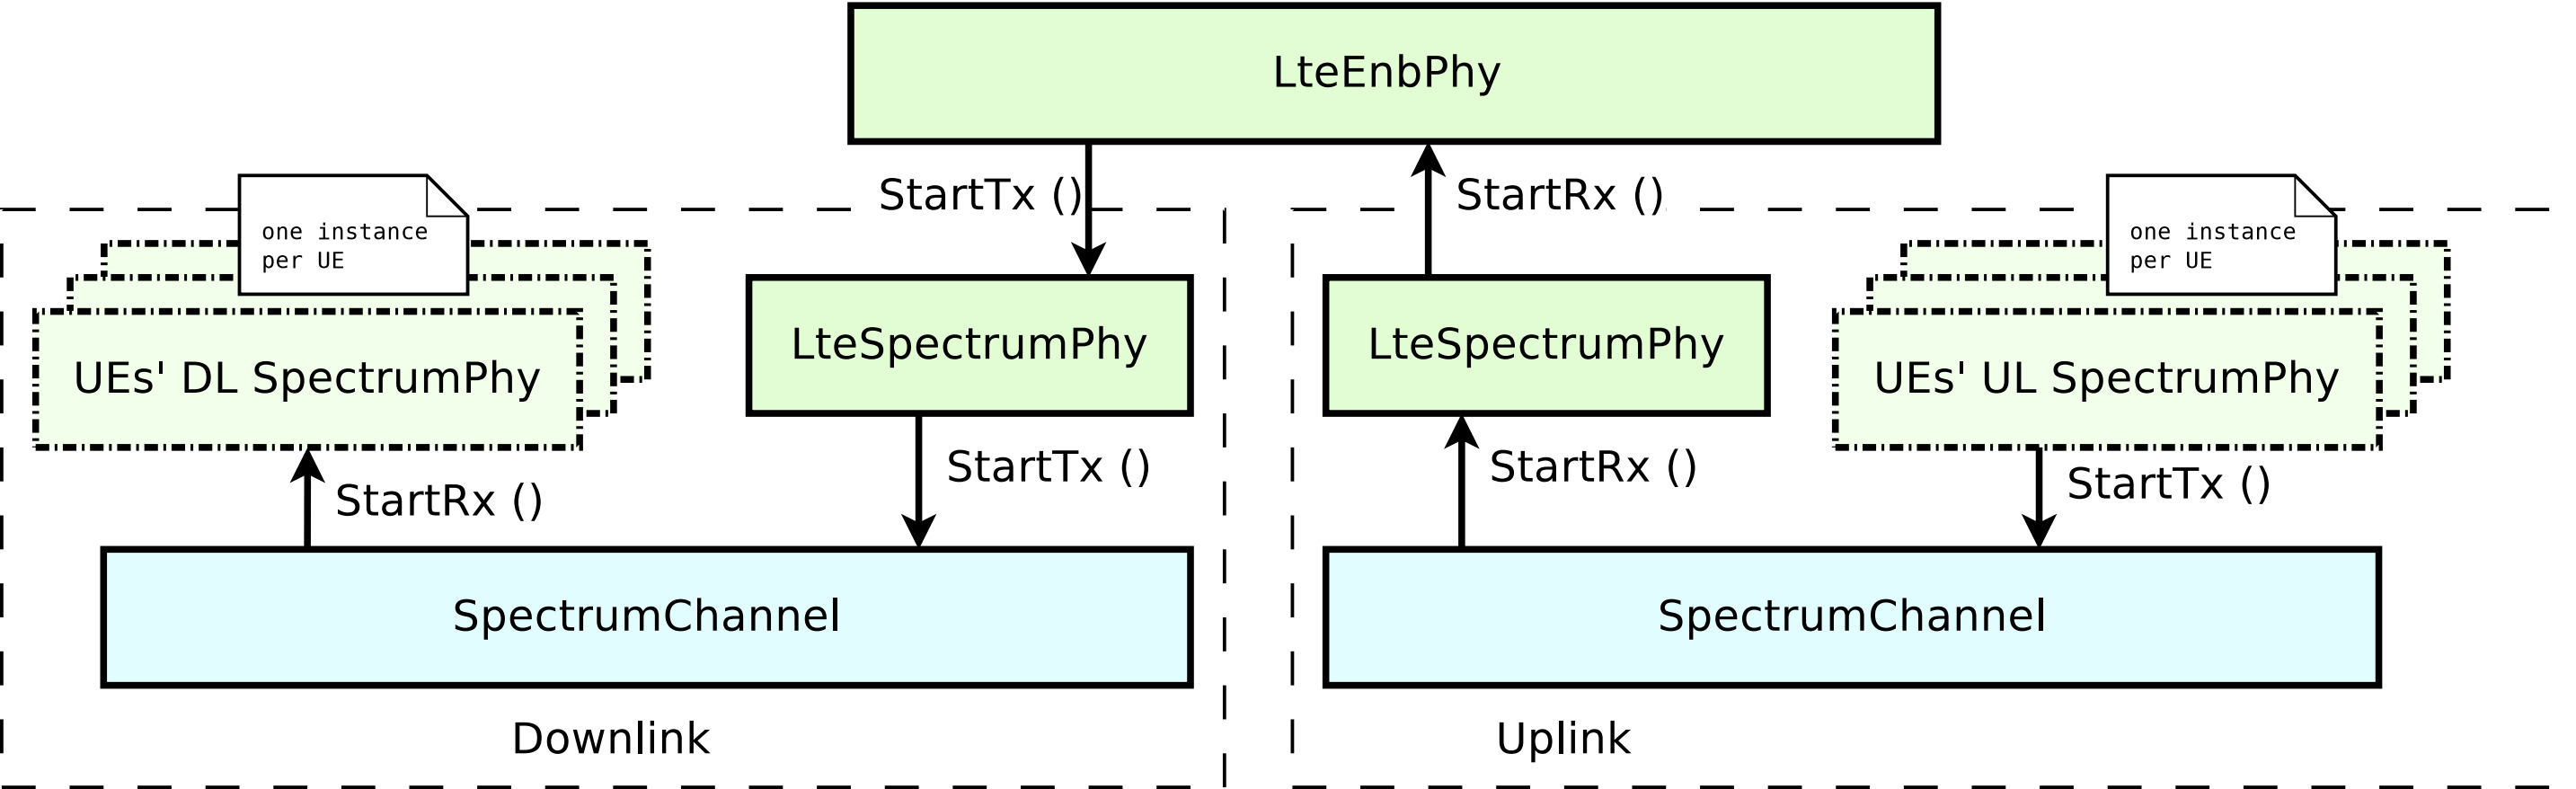 LteEnbPhy
StartTx ()
StartRx ()
one instance
per UE
one instance
per UE
UEs' DL SpectrumPhy
LteSpectrumPhy
LteSpectrumPhy
UEs' UL SpectrumPhy
StartRx ()
StartTx ()
StartRx ()
StartTx ()
SpectrumChannel
SpectrumChannel
Downlink
Uplink